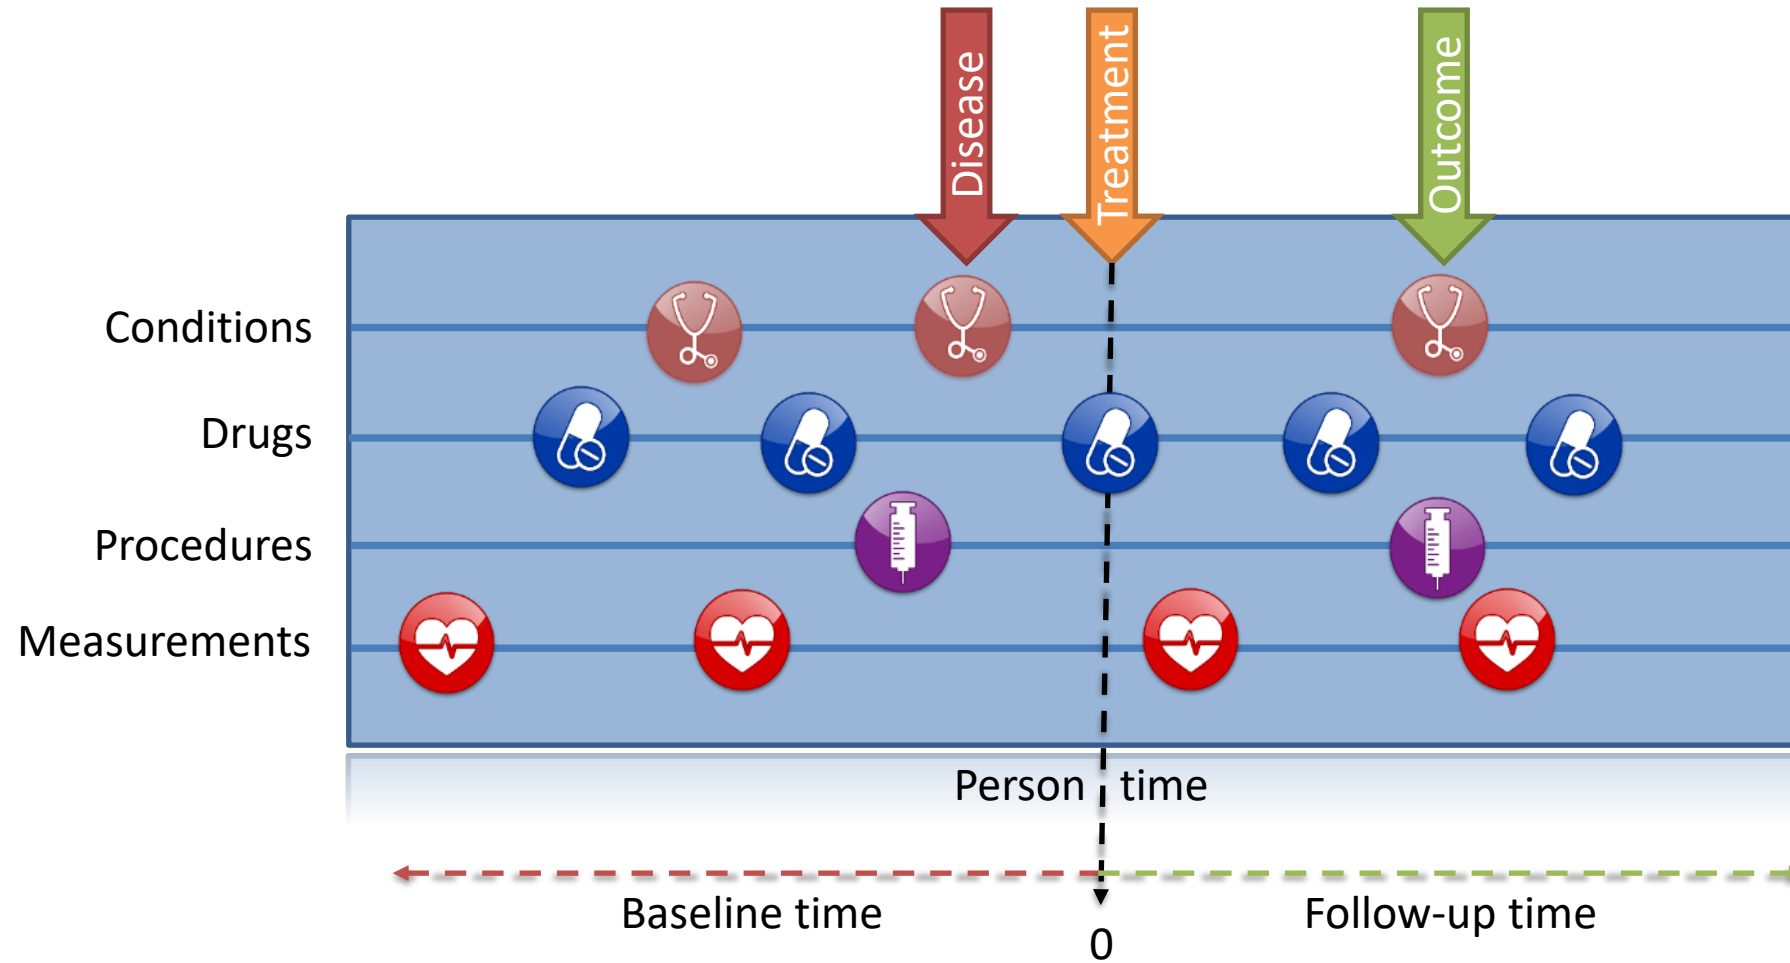 Disease
Treatment
Outcome
Conditions
Drugs
Procedures
Measurements
Person time
Baseline time
Follow-up time
0